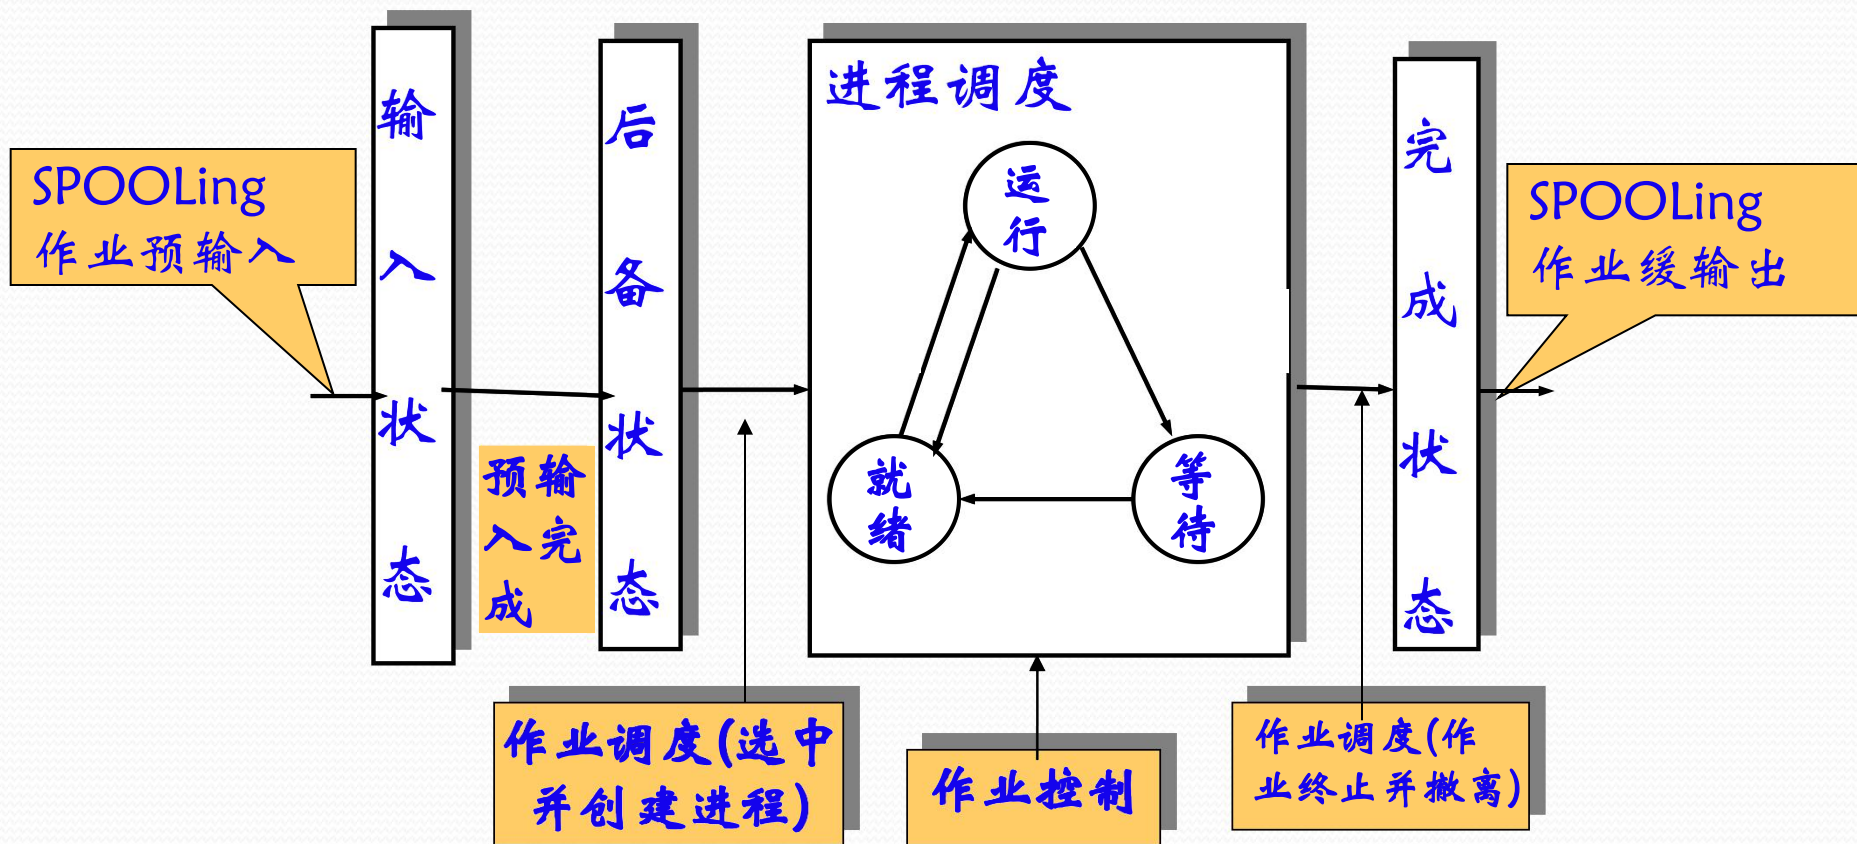 SPOOLing
作业预输入
输入状态
预输
入完
成
后备状态
进程调度
运
行
就
绪
等
待
完成状态
SPOOLing
作业缓输出
作业调度(选中
并创建进程)
作业控制
作业调度(作
业终止并撤离)